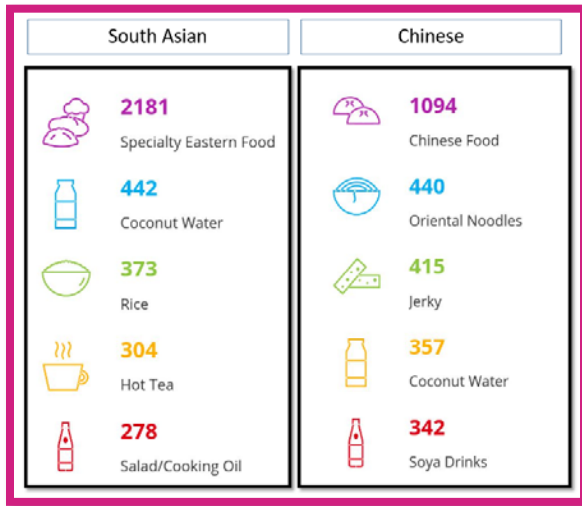 South Asian
2181
Specialty Eastern Food
442
Coconut Water
373
Rice
304
Hot Tea
278
Salad/Cooking Oil
Chinese
1094
Chinese Food
440
Oriental Noodles
415
Jerky
357
Coconut Water
342
Soya Drinks